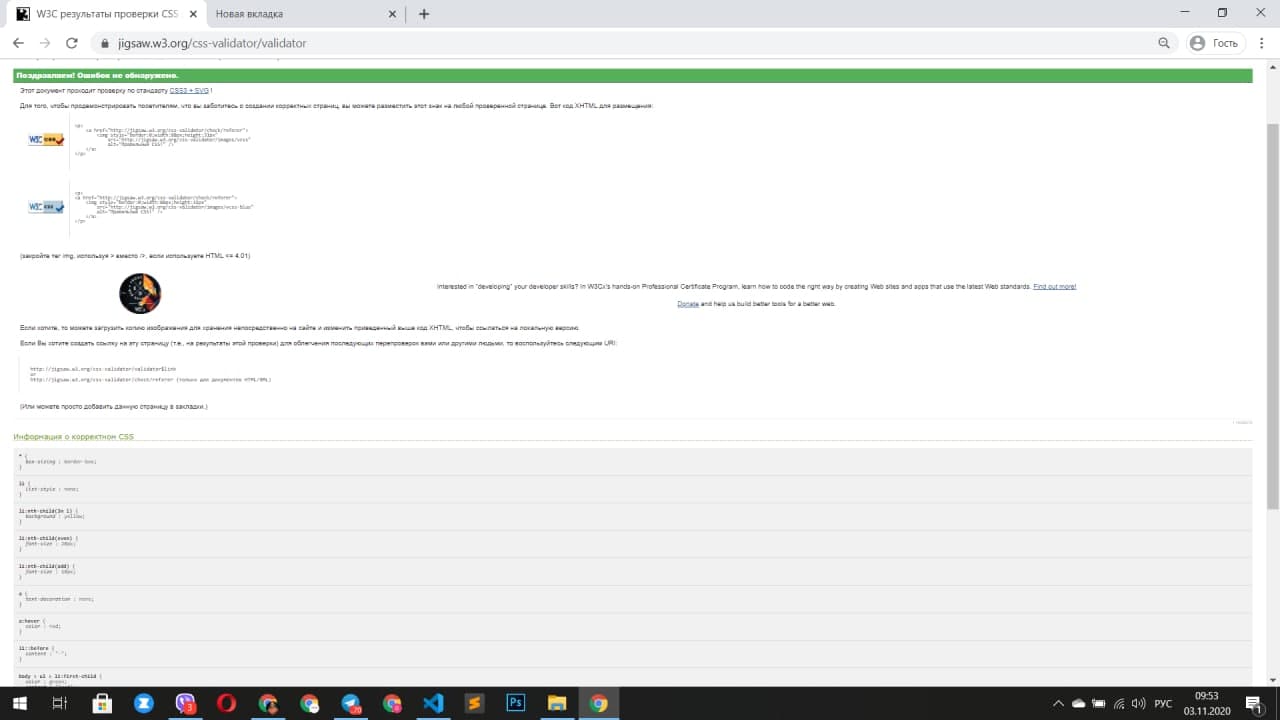 W3C результаты проверки CSS
Новая вкладка
jigsaw.w3.org/css-validator/validator
Гость
Поздравляем! Ошибок не обнаружено.
Этот документ проходит проверку по стандарту CSS3 + SVG !
Для того, чтобы продемонстрировать посетителям, что вы заботитесь о создании корректных страниц, вы можете разместить этот знак на любой проверенной странице. Вот код XHTML для размещения:
W3C css
<p>
<a href="http://jigsaw.w3.org/css-validator/check/referer">
<img style="border:0;width:88px;height:31px"
src="http://jigsaw.w3.org/css-validator/images/vcss"
alt="Правильный CSS!" />
</a>
</p>
W3C css
<p>
<a href="http://jigsaw.w3.org/css-validator/check/referer">
<img style="border:0;width:88px;height:31px"
src="http://jigsaw.w3.org/css-validator/images/vcss-blue"
alt="Правильный CSS!" />
</a>
</p>
(закройте тег img, используя > вместо />, если используете HTML <= 4.01)
Interested in "developing" your developer skills? In W3Cx's hands-on Professional Certificate Program, learn how to code the right way by creating Web sites and apps that use the latest Web standards. Find out more!
Donate and help us build better tools for a better web.
Если хотите, то можете загрузить копию изображения для хранения непосредственно на сайте и изменить приведенный выше код XHTML, чтобы ссылаться на локальную версию.
Если Вы хотите создать ссылку на эту страницу (т.е., на результаты этой проверки) для облегчения последующих перепроверок вами или другими людьми, то воспользуйтесь следующим URI:
http://jigsaw.w3.org/css-validator/validator$link
or
http://jigsaw.w3.org/css-validator/check/referer (только для документов HTML/XML)
(Или можете просто добавить данную страницу в закладки.)
Информация о корректном CSS
* {
box-sizing : border-box;
}
li {
list-style : none;
}
li:nth-child(3n 1) {
background : yellow;
}
li:nth-child(even) {
font-size : 20px;
}
li:nth-child(odd) {
font-size : 10px;
}
a {
text-decoration : none;
}
a:hover {
color : red;
}
li::before {
content : "-";
}
body > ul > li:first-child {
color : green;
3
Ps
РУС
09:53
03.11.2020
1